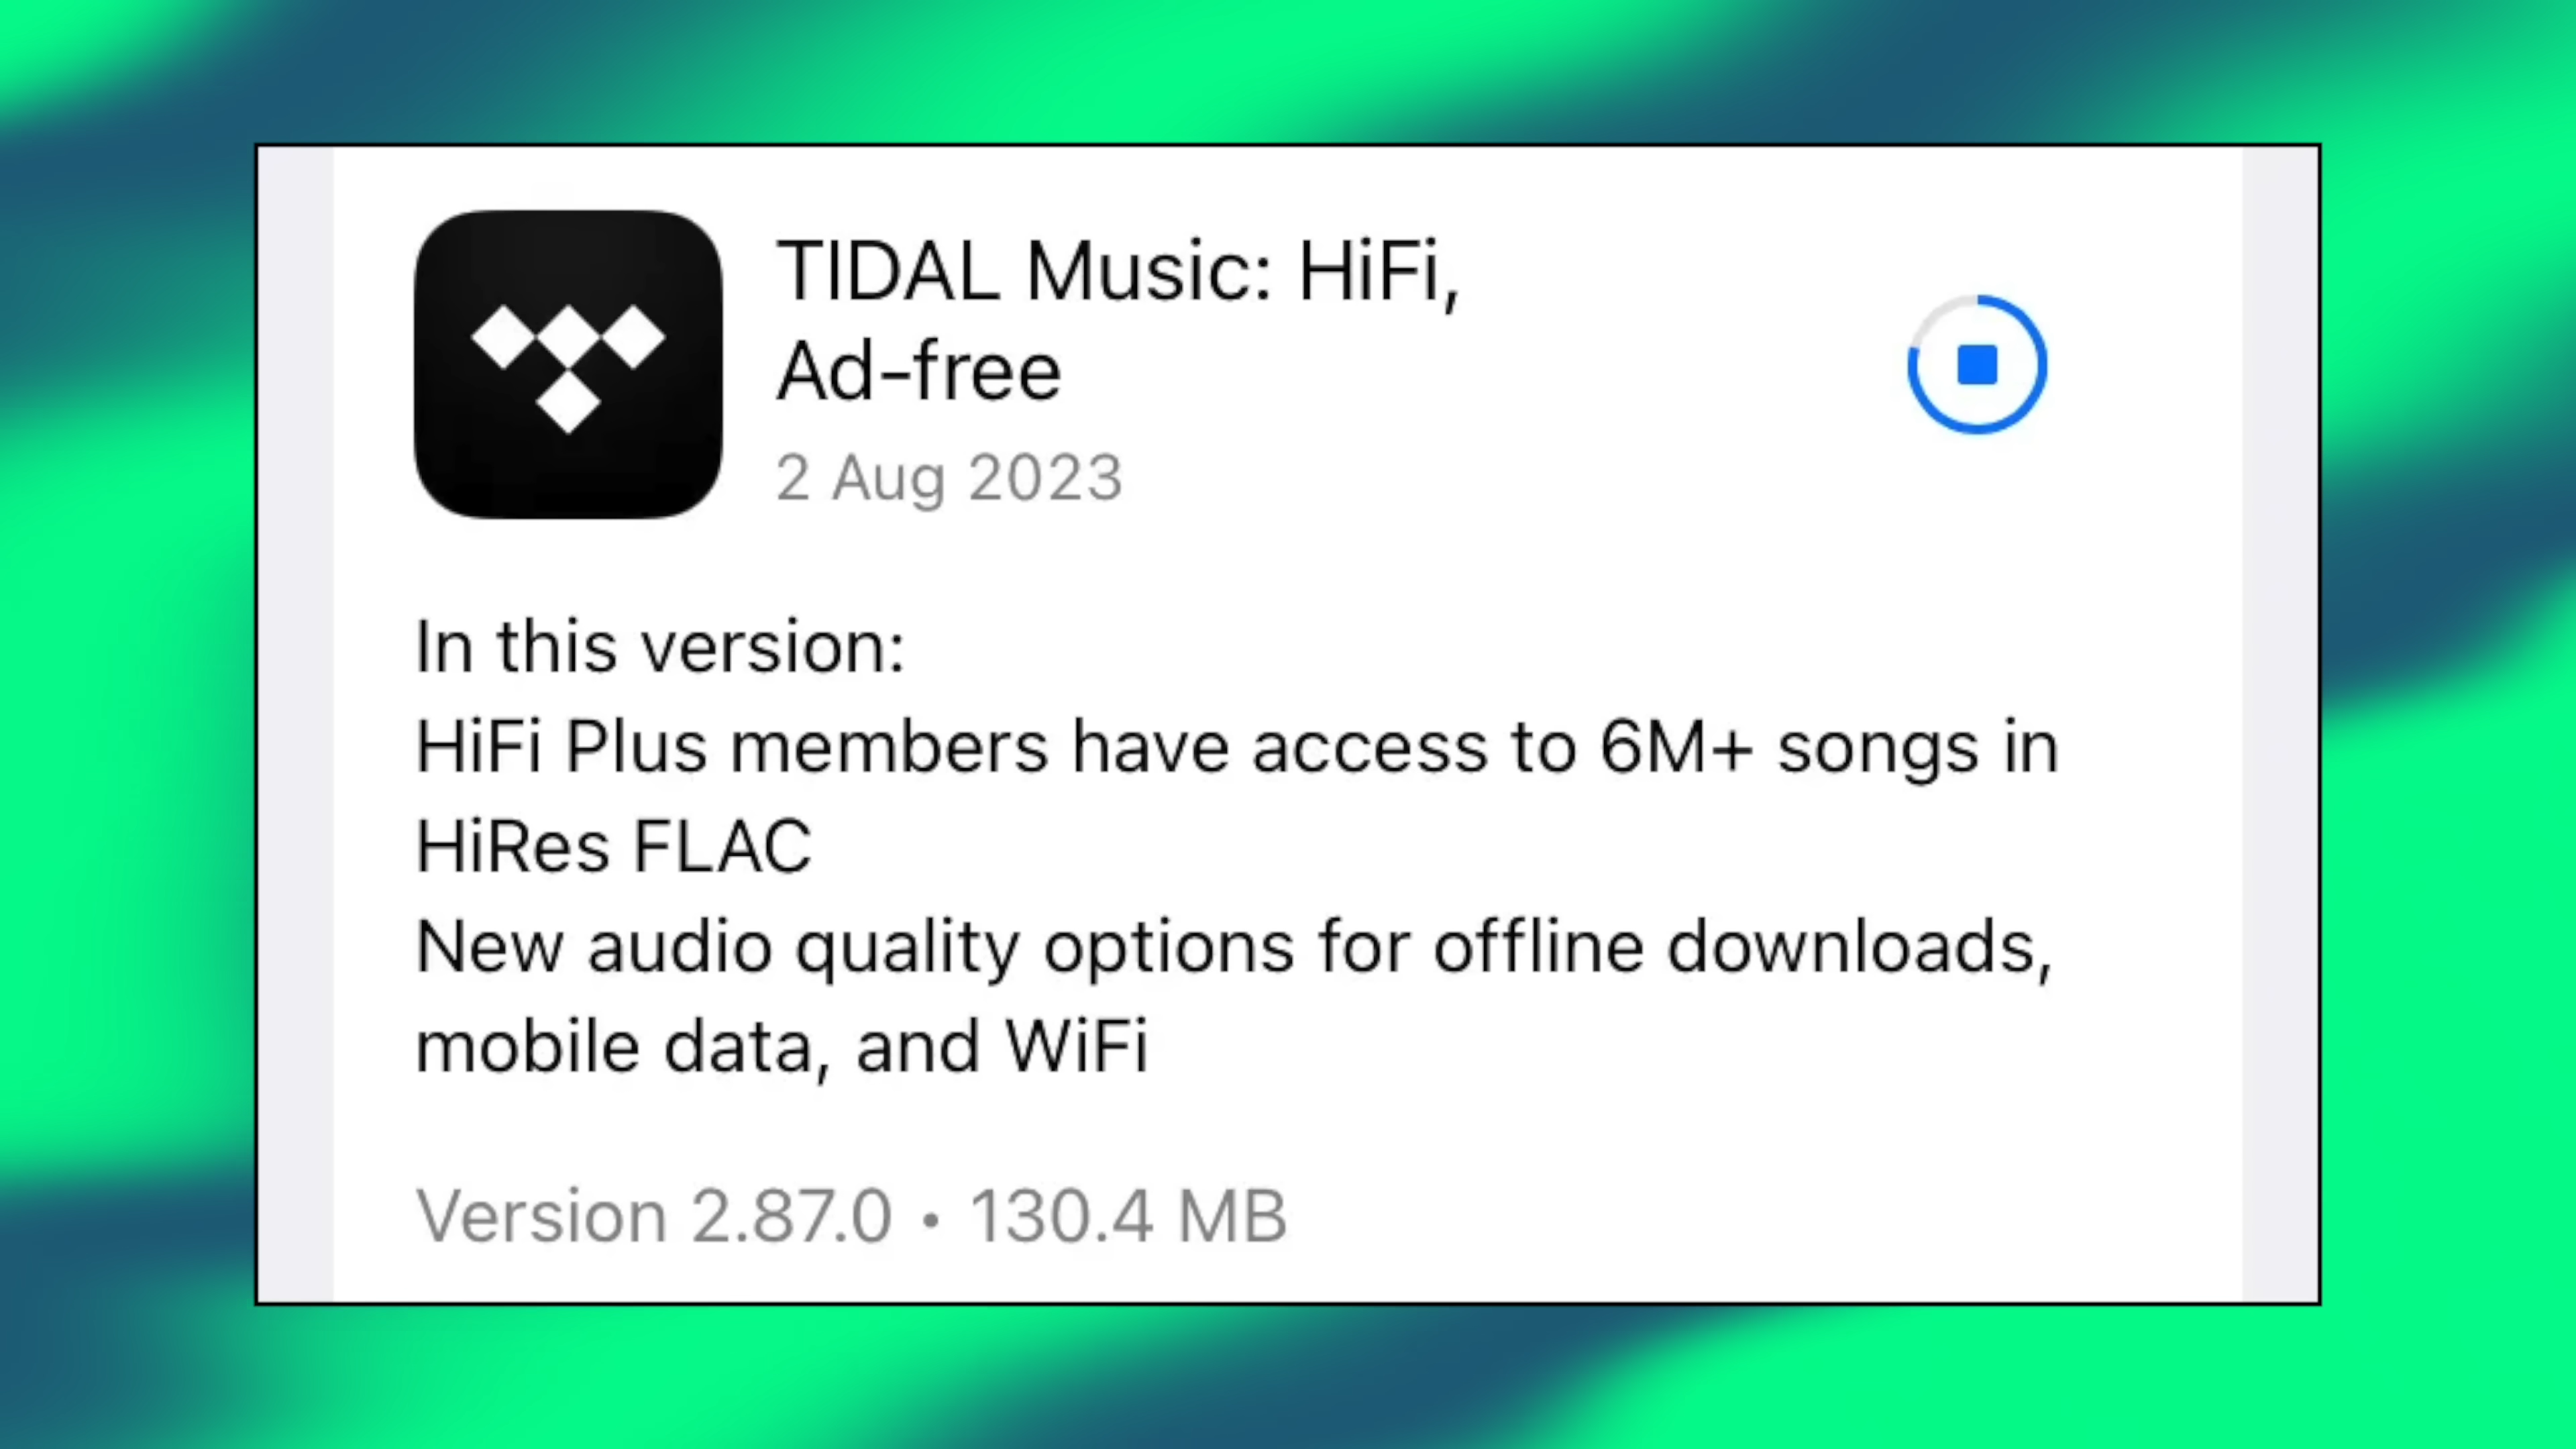 TIDAL Music: HiFi,
Ad-free
2 Aug 2023
In this version:
HiFi Plus members have access to 6M+ songs in
HiRes FLAC
New audio quality options for offline downloads,
mobile data, and WiFi
Version 2.87.0 • 130.4 MB